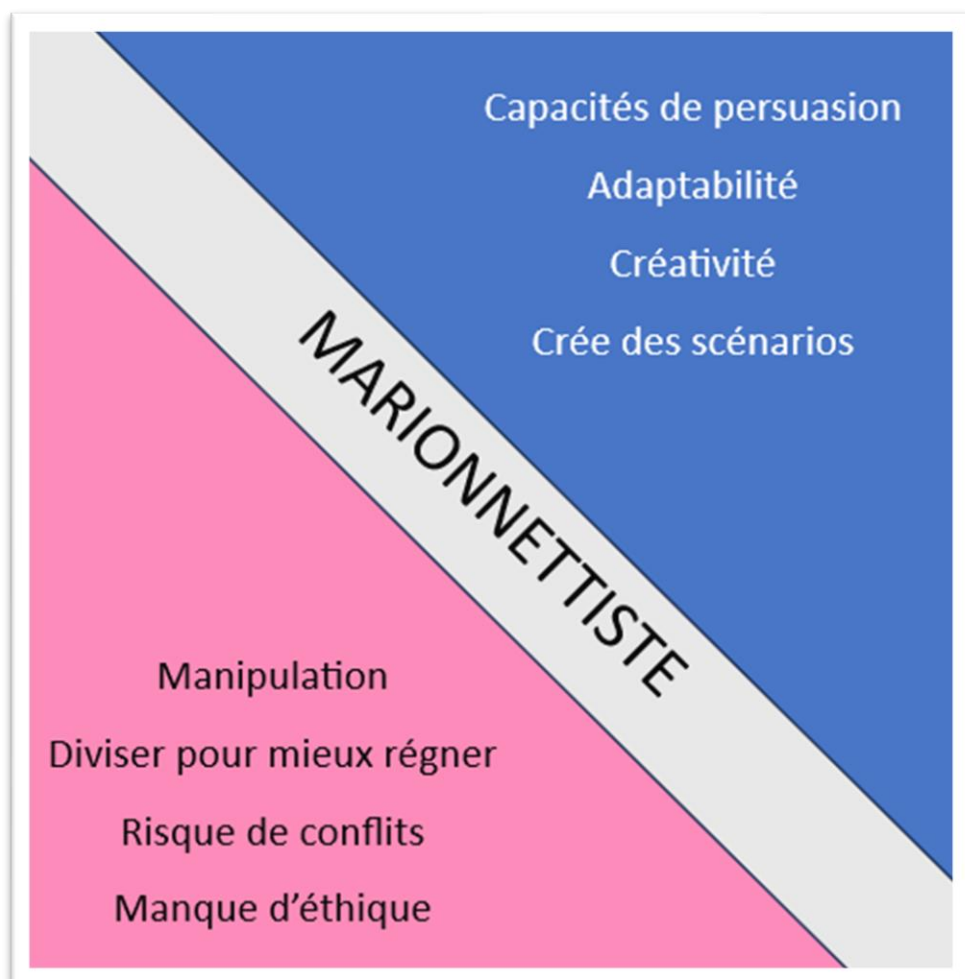 Capacités de persuasion
Adaptabilité
Créativité
Crée des scénarios
MARIONNETTISTE
Manipulation
Diviser pour mieux régner
Risque de conflits
Manque d’éthique